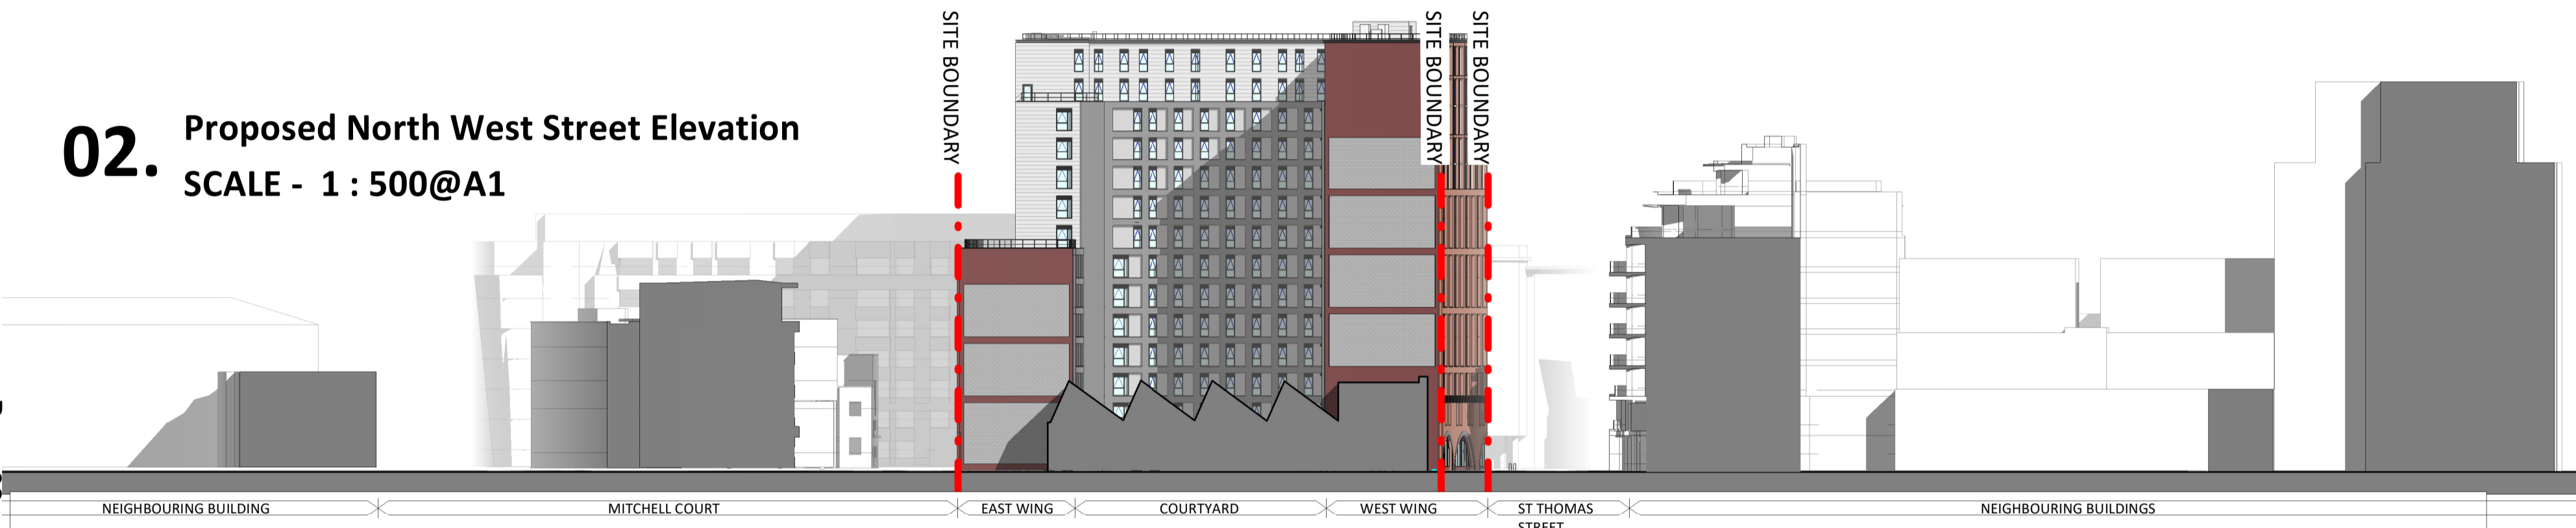 02.
Proposed North West Street Elevation
SCALE - 1 : 500@A1
SITE BOUNDARY
SITE BOUNDARY
SITE BOUNDARY
NEIGHBOURING BUILDING
MITCHELL COURT
EAST WING
COURTYARD
WEST WING
ST THOMAS
STREET
NEIGHBOURING BUILDINGS